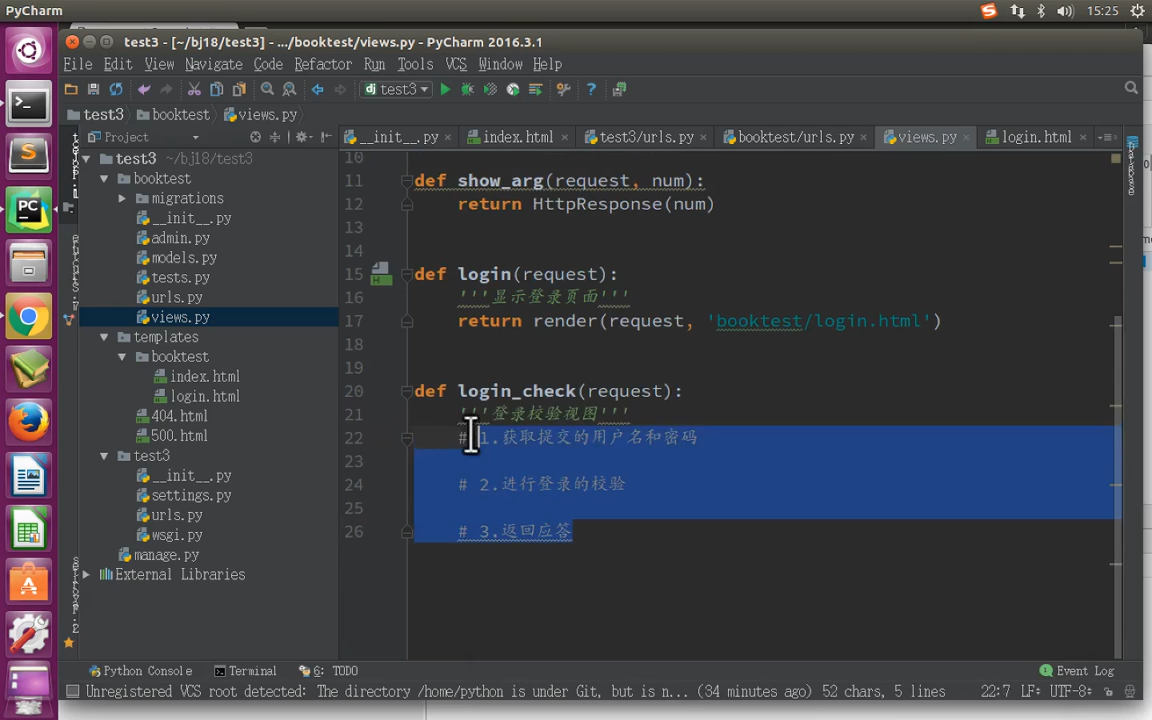 PyCharm
15:25
test3 - [~/bj18/test3] - .../booktest/views.py - PyCharm 2016.3.1
File Edit View Navigate Code Refactor Run Tools VCS Window Help
test3
test3 booktest views.py
Project
__init__.py index.html test3/urls.py booktest/urls.py views.py login.html
test3 ~/bj18/test3
booktest
migrations
__init__.py
admin.py
models.py
tests.py
urls.py
views.py
templates
booktest
index.html
login.html
404.html
500.html
test3
__init__.py
settings.py
urls.py
wsgi.py
manage.py
External Libraries
10
11 def show_arg(request, num):
12 return HttpResponse(num)
13
14
15 def login(request):
16 '''显示登录页面'''
17 return render(request, 'booktest/login.html')
18
19
20 def login_check(request):
21 '''登录校验视图'''
22 # 1.获取提交的用户名和密码
23
24 # 2.进行登录的校验
25
26 # 3.返回应答
Python Console Terminal 6: TODO Event Log
Unregistered VCS root detected: The directory /home/python is under Git, but is n... (34 minutes ago) 52 chars, 5 lines 22:7 LF÷ UTF-8÷